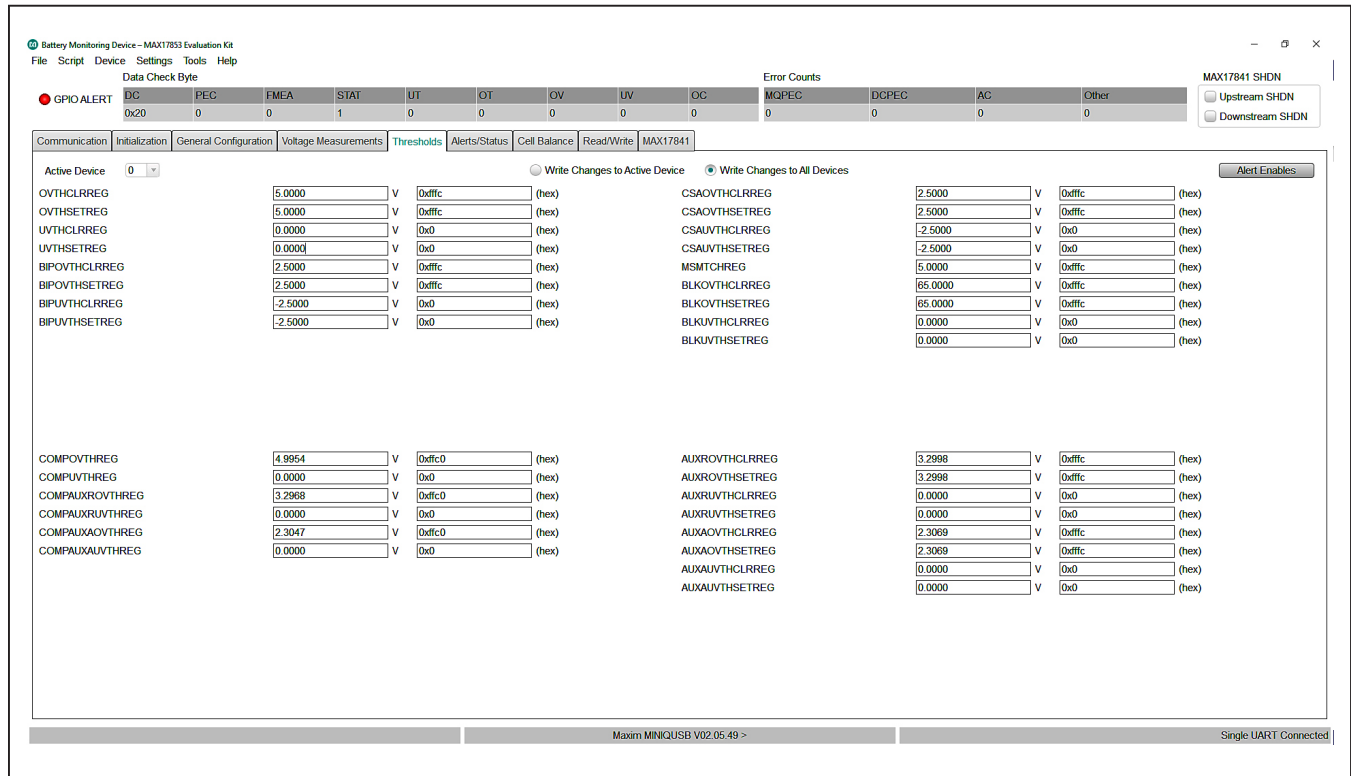 Battery Monitoring Device – MAX17853 Evaluation Kit
File Script Device Settings Tools Help
Data Check Byte Error Counts MAX17841 SHDN
GPIO ALERT DC PEC FMEA STAT UT OT OV UV OC MQPEC DCPEC AC Other Upstream SHDN
0x20 0 0 1 0 0 0 0 0 0 0 0 0 Downstream SHDN
Communication Initialization General Configuration Voltage Measurements Thresholds Alerts/Status Cell Balance Read/Write MAX17841
Active Device 0 Write Changes to Active Device Write Changes to All Devices Alert Enables
OVTHCLRREG 5.0000 V 0xfffc (hex) CSAOVTHCLRREG 2.5000 V 0xfffc (hex)
OVTHSETREG 5.0000 V 0xfffc (hex) CSAOVTHSETREG 2.5000 V 0xfffc (hex)
UVTHCLRREG 0.0000 V 0x0 (hex) CSAUVTHCLRREG -2.5000 V 0x0 (hex)
UVTHSETREG 0.0000 V 0x0 (hex) CSAUVTHSETREG -2.5000 V 0x0 (hex)
BIPOVTHCLRREG 2.5000 V 0xfffc (hex) MSMTCHREG 5.0000 V 0xfffc (hex)
BIPOVTHSETREG 2.5000 V 0xfffc (hex) BLKOVTHCLRREG 65.0000 V 0xfffc (hex)
BIPUVTHCLRREG -2.5000 V 0x0 (hex) BLKOVTHSETREG 65.0000 V 0xfffc (hex)
BIPUVTHSETREG -2.5000 V 0x0 (hex) BLKUVTHCLRREG 0.0000 V 0x0 (hex)
BLKUVTHSETREG 0.0000 V 0x0 (hex)
COMPOVTHREG 4.9954 V 0xffc0 (hex) AUXROVTHCLRREG 3.2998 V 0xfffc (hex)
COMPUVTHREG 0.0000 V 0x0 (hex) AUXROVTHSETREG 3.2998 V 0xfffc (hex)
COMPAUXROVTHREG 3.2968 V 0xffc0 (hex) AUXRUVTHCLRREG 0.0000 V 0x0 (hex)
COMPAUXRUVTHREG 0.0000 V 0x0 (hex) AUXRUVTHSETREG 0.0000 V 0x0 (hex)
COMPAUXAOVTHREG 2.3047 V 0xffc0 (hex) AUXAOVTHCLRREG 2.3069 V 0xfffc (hex)
COMPAUXAUVTHREG 0.0000 V 0x0 (hex) AUXAOVTHSETREG 2.3069 V 0xfffc (hex)
AUXAUVTHCLRREG 0.0000 V 0x0 (hex)
AUXAUVTHSETREG 0.0000 V 0x0 (hex)
Maxim MINIQUSB V02.05.49 > Single UART Connected